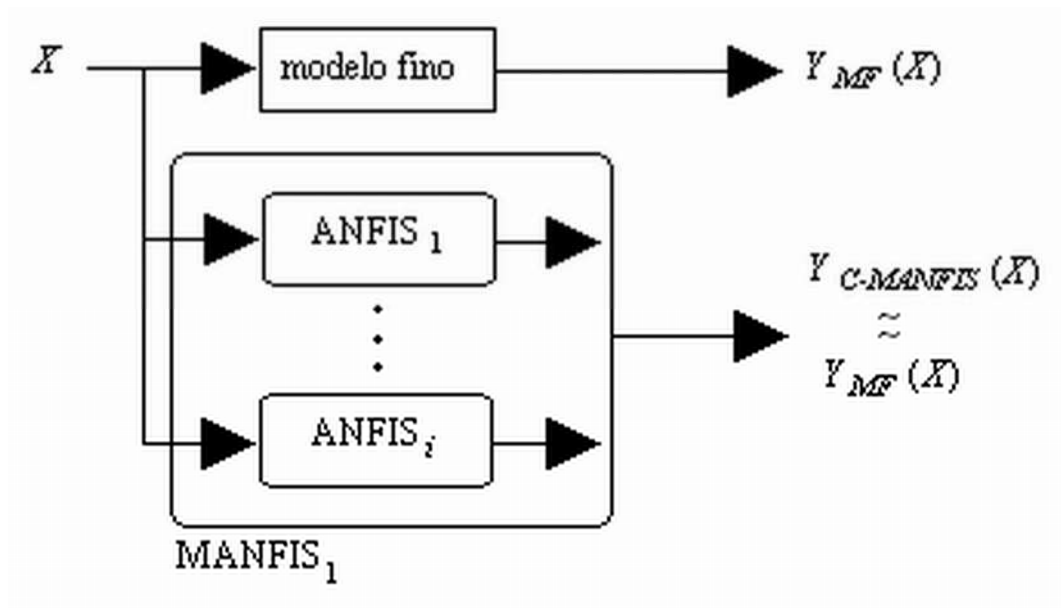 X
modelo fino
Y MF (X)
ANFIS 1
Y C-MANFIS (X)
≈
Y MF (X)
ANFIS i
MANFIS 1